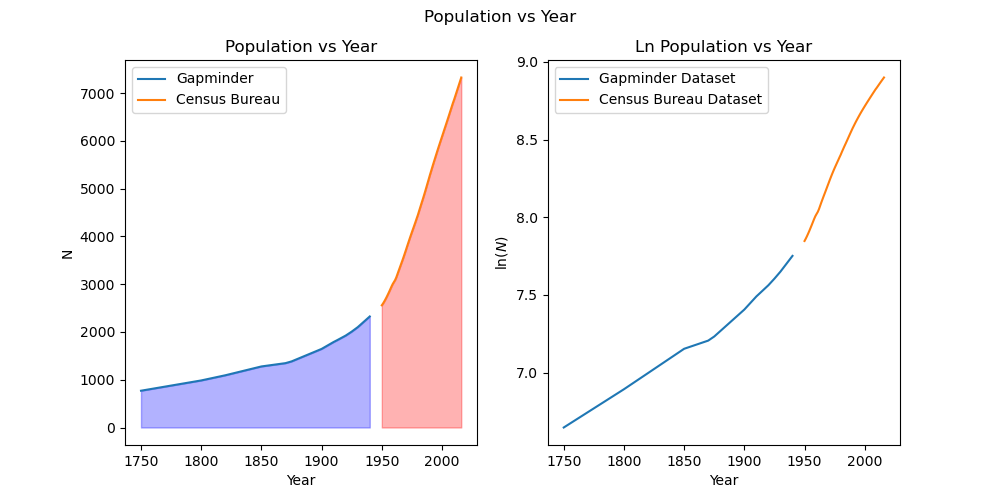 Population vs Year
Population vs Year
Gapminder
Census Bureau
7000
6000
5000
4000
3000
2000
1000
0
N
1750 1800 1850 1900 1950 2000
Year
Ln Population vs Year
Gapminder Dataset
Census Bureau Dataset
9.0
8.5
8.0
7.5
7.0
ln(N)
1750 1800 1850 1900 1950 2000
Year